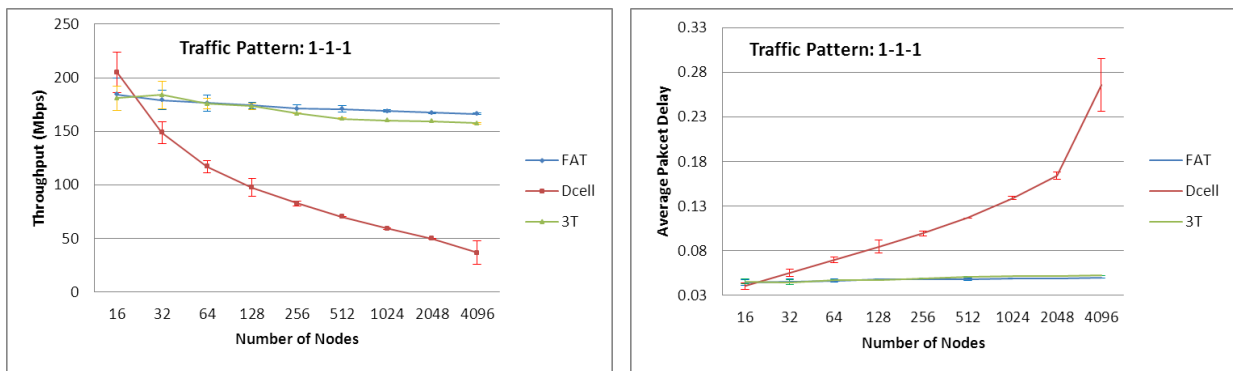 Traffic Pattern: 1-1-1
Throughput (Mbps)
250
200
150
100
50
0
16 32 64 128 256 512 1024 2048 4096
Number of Nodes
FAT
Dcell
3T
Traffic Pattern: 1-1-1
Average Pakcet Delay
0.33
0.28
0.23
0.18
0.13
0.08
0.03
16 32 64 128 256 512 1024 2048 4096
Number of Nodes
FAT
Dcell
3T